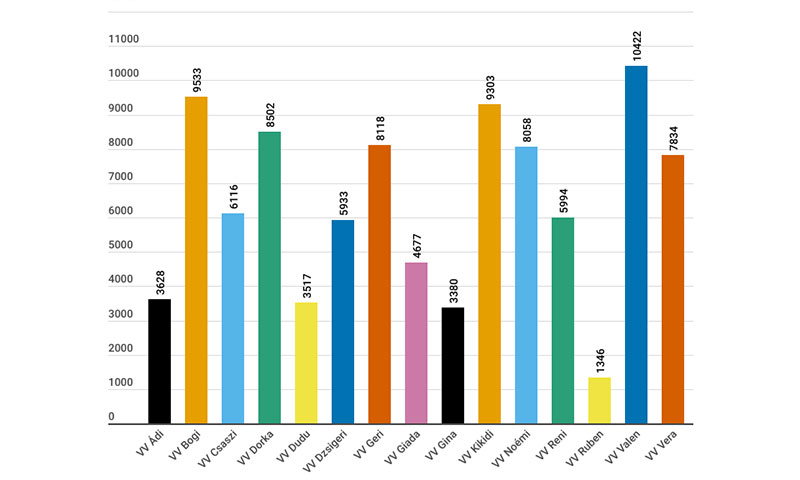 11000
10000
9000
8000
7000
6000
5000
4000
3000
2000
1000
0
3628
9533
6116
8502
3517
5933
8118
4677
3380
9303
8058
5994
1346
10422
7834
VV Ádi
VV Bogi
VV Csaszi
VV Dorka
VV Dudu
VV Dzsigeri
VV Geri
VV Giada
VV Gina
VV Kikidi
VV Noémi
VV Reni
VV Ruben
VV Valen
VV Vera